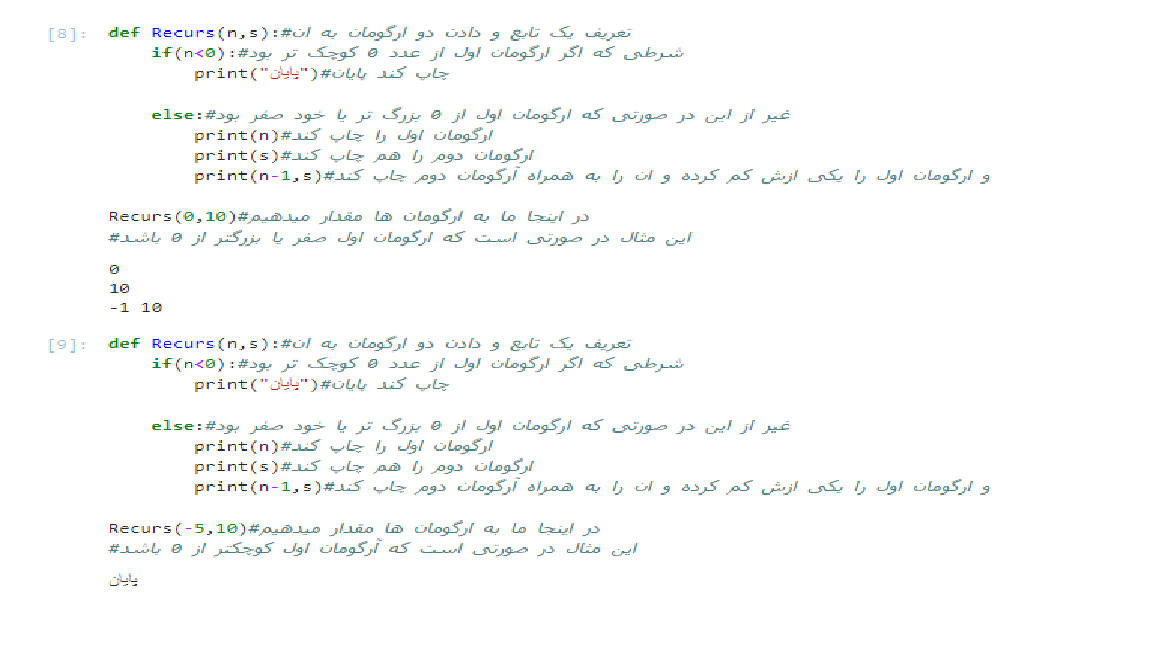 [8]: def Recurs(n,s):#تعریف یک تابع و دادن دو ارگومان به ان
if(n<0):#شرطی که اگر ارگومان اول از عدد 0 کوچک تر بود
print("پایان")#چاپ کند پایان
else:#غیر از این در صورتی که ارگومان اول از 0 بزرگ تر یا خود صفر بود
print(n)#ارگومان اول را چاپ کند
print(s)#ارگومان دوم را هم چاپ کند
print(n-1,s)#و ارگومان اول را یکی ازش کم کرده و ان را به همراه آرگومان دوم چاپ کند
Recurs(0,10)#در اینجا ما به ارگومان ها مقدار میدهیم
#این مثال در صورتی است که ارگومان اول صفر یا بزرگتر از 0 باشد
0
10
-1 10
[9]: def Recurs(n,s):#تعریف یک تابع و دادن دو ارگومان به ان
if(n<0):#شرطی که اگر ارگومان اول از عدد 0 کوچک تر بود
print("پایان")#چاپ کند پایان
else:#غیر از این در صورتی که ارگومان اول از 0 بزرگ تر یا خود صفر بود
print(n)#ارگومان اول را چاپ کند
print(s)#ارگومان دوم را هم چاپ کند
print(n-1,s)#و ارگومان اول را یکی ازش کم کرده و ان را به همراه آرگومان دوم چاپ کند
Recurs(-5,10)#در اینجا ما به ارگومان ها مقدار میدهیم
#این مثال در صورتی است که آرگومان اول کوچکتر از 0 باشد
پایان